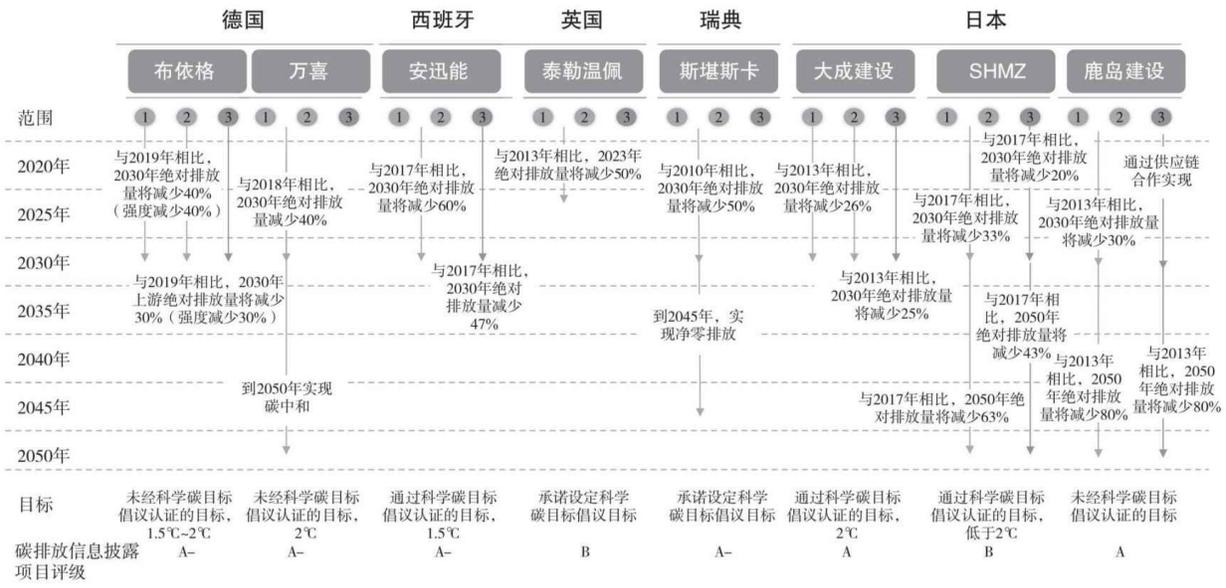 德国 西班牙 英国 瑞典 日本
布依格 万喜 安迅能 泰勒温佩 斯堪斯卡 大成建设 SHMZ 鹿岛建设
范围 1 2 3 1 2 3 1 2 3 1 2 3 1 2 3 1 2 3 1 2 3 1 2 3
2020年
2025年
2030年
2035年
2040年
2045年
2050年
与2019年相比，
2030年绝对排放
量将减少40%
（强度减少40%）
与2019年相比，2030年
上游绝对排放量将减少
30%（强度减少30%）
与2018年相比，
2030年绝对排放
量减少40%
到2050年实现
碳中和
与2017年相比，
2030年绝对排放
量将减少60%
与2017年相比，
2030年绝对
排放量减少
47%
与2013年相比，2023年
绝对排放量将减少50%
与2010年相比，
2030年绝对排放
量将减少50%
到2045年，实
现净零排放
与2013年相比，
2030年绝对排放
量将减少26%
与2013年相比，
2030年绝对排放量
将减少25%
与2017年相比，
2030年绝对排放
量将减少20%
与2017年相比，
2030年绝对排放
量将减少33%
与2017年相
比，2050年
绝对排放量将
减少43%
与2017年相比，2050年绝
对排放量将减少63%
通过供应链
合作实现
与2013年相比，
2030年绝对排放量
将减少30%
与2013年
相比，2050
年绝对排放
量将减少80%
与2013年
相比，2050
年绝对排放
量将减少80%
目标
未经科学碳目标
倡议认证的目标，
1.5℃~2℃
未经科学碳目标
倡议认证的目标，
2℃
通过科学碳目标
倡议认证的目标，
1.5℃
承诺设定科学
碳目标倡议目标
承诺设定科学
碳目标倡议目标
通过科学碳目标
倡议认证的目标，
2℃
通过科学碳目标
倡议认证的目标，
低于2℃
未经科学碳目标
倡议认证的目标
碳排放信息披露
项目评级
A– A– A– B A– A B A